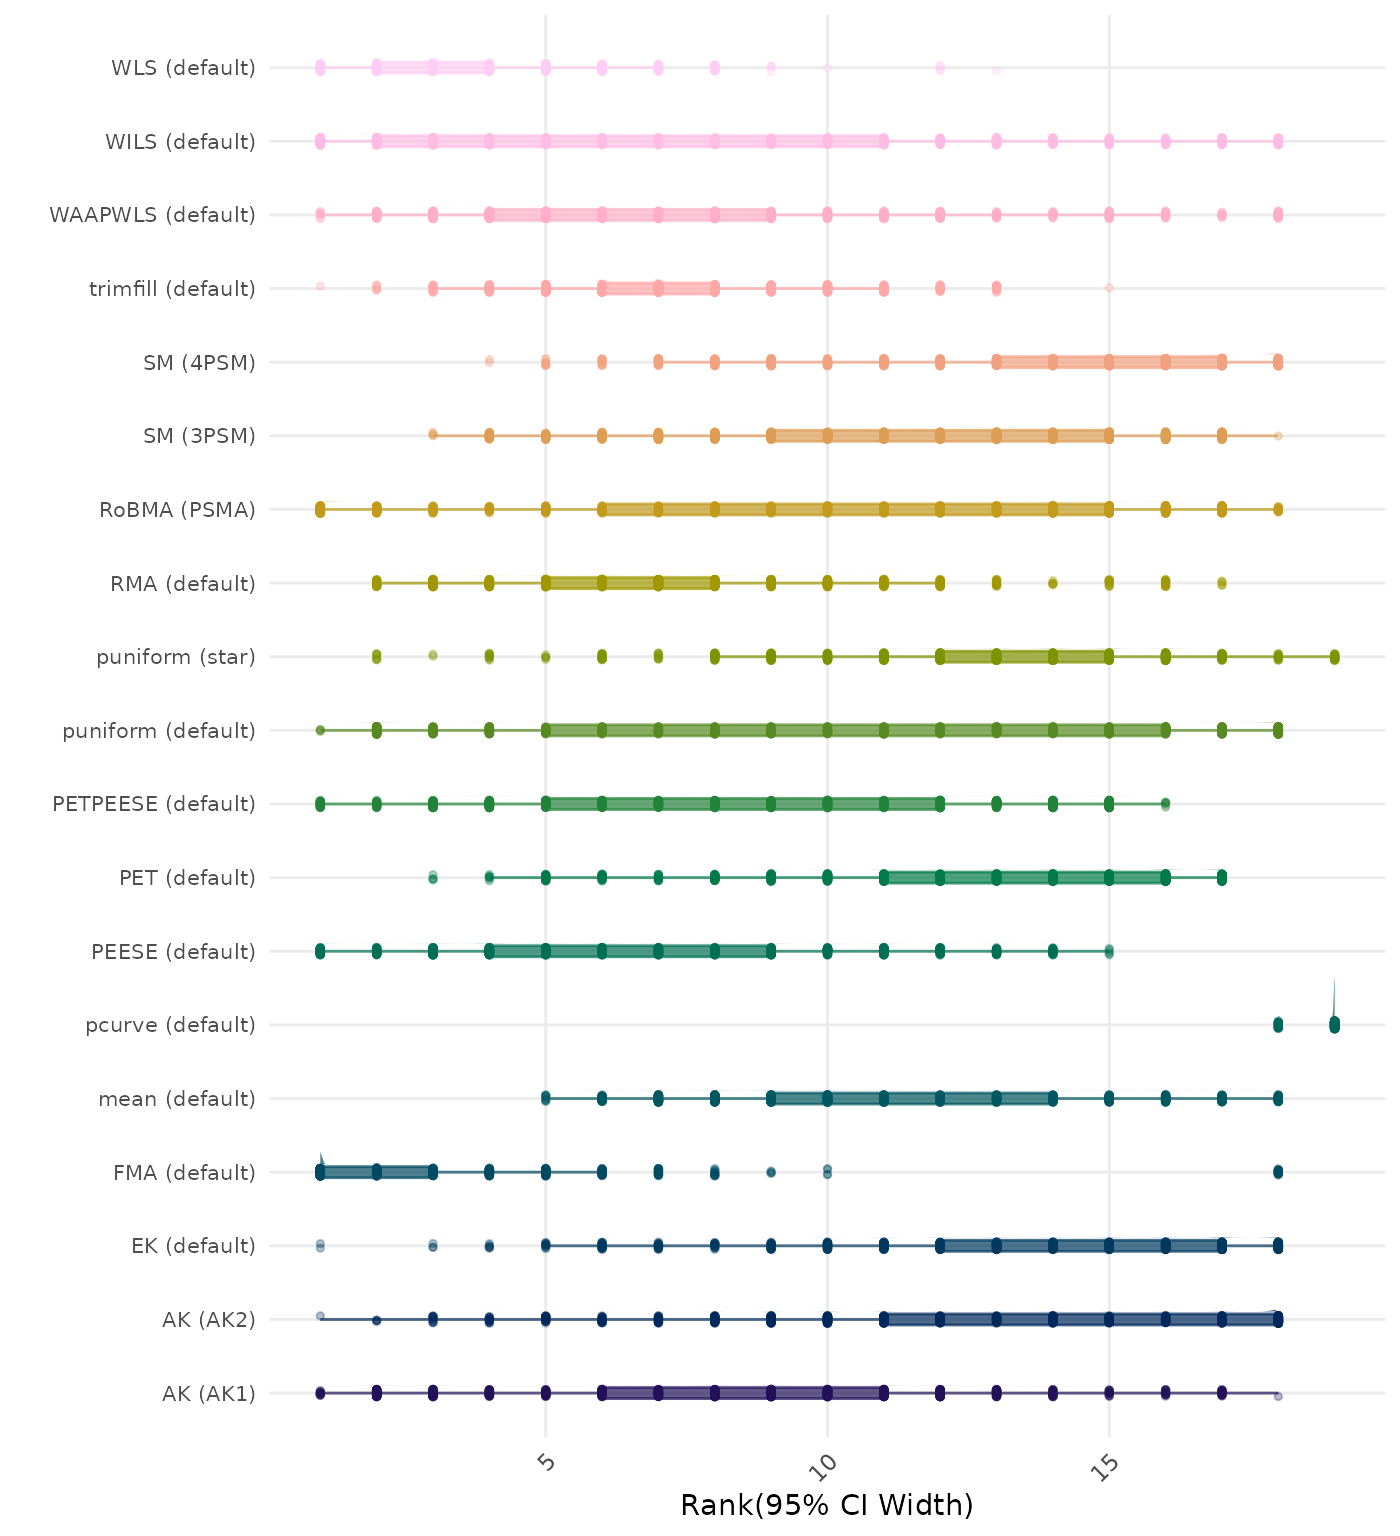 WLS (default)
WILS (default)
WAAPWLS (default)
trimfill (default)
SM (4PSM)
SM (3PSM)
RoBMA (PSMA)
RMA (default)
puniform (star)
puniform (default)
PETPEESE (default)
PET (default)
PEESE (default)
pcurve (default)
mean (default)
FMA (default)
EK (default)
AK (AK2)
AK (AK1)
5
10
15
Rank(95% CI Width)